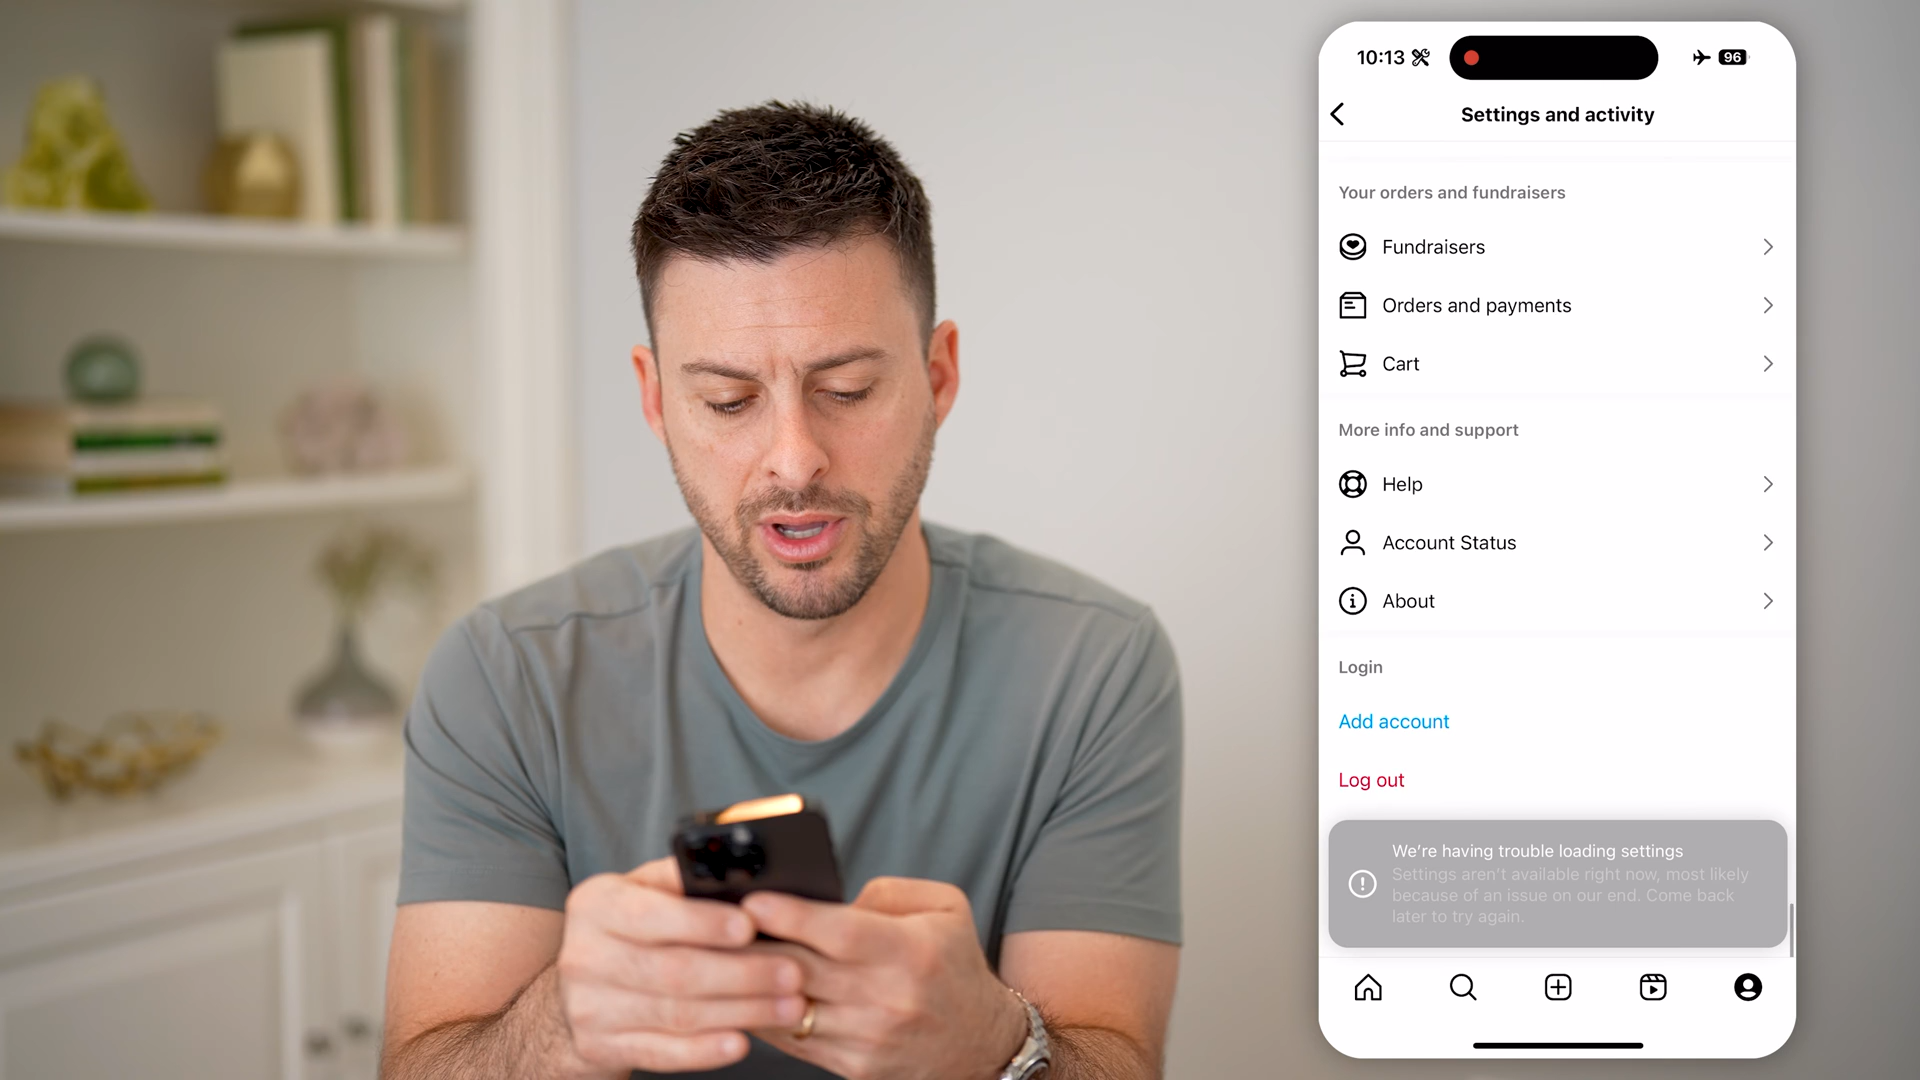 10:13
96
Settings and activity
Your orders and fundraisers
Fundraisers
Orders and payments
Cart
More info and support
Help
Account Status
About
Login
Add account
Log out
We're having trouble loading settings
Settings aren't available right now, most likely
because of an issue on our end. Come back
later to try again.